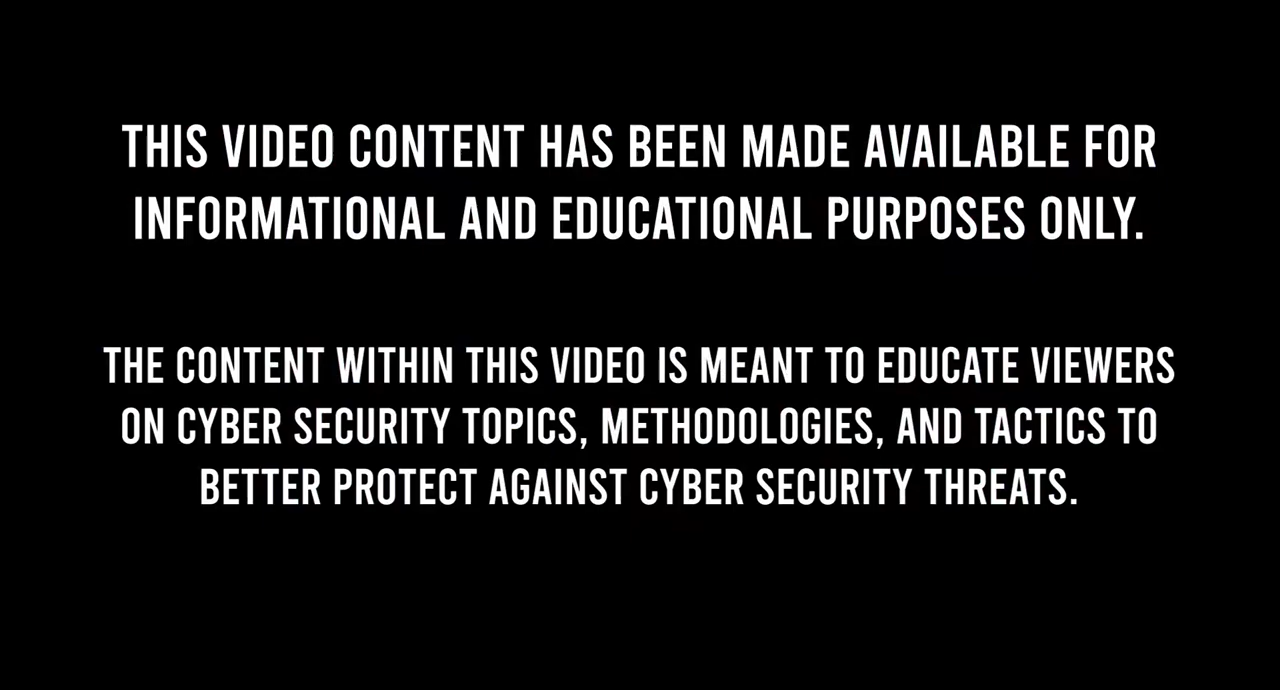 THIS VIDEO CONTENT HAS BEEN MADE AVAILABLE FOR
INFORMATIONAL AND EDUCATIONAL PURPOSES ONLY.
THE CONTENT WITHIN THIS VIDEO IS MEANT TO EDUCATE VIEWERS
ON CYBER SECURITY TOPICS, METHODOLOGIES, AND TACTICS TO
BETTER PROTECT AGAINST CYBER SECURITY THREATS.